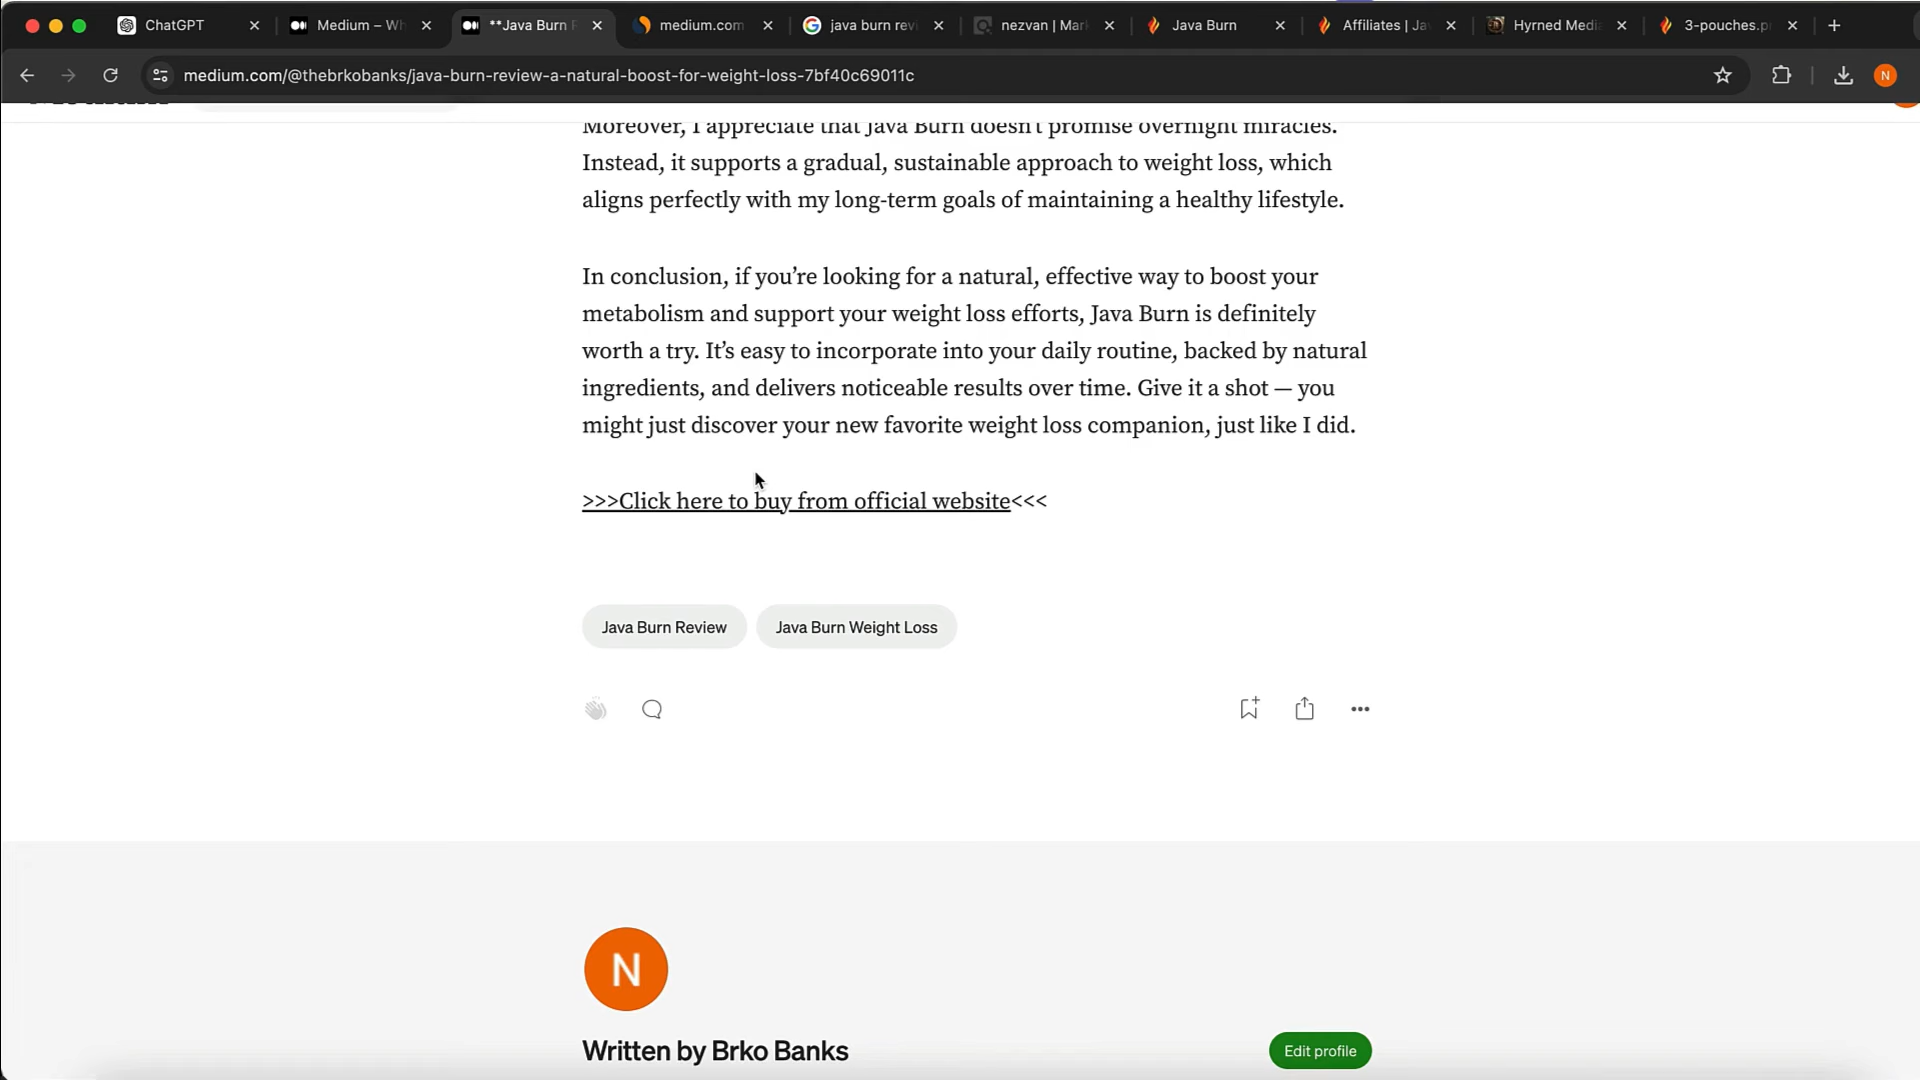 ChatGPT
Medium – Wh
**Java Burn R
medium.com
java burn revi
nezvan | Mark
Java Burn
Affiliates | Jav
Hyrned Media
3-pouches.pn
medium.com/@thebrkobanks/java-burn-review-a-natural-boost-for-weight-loss-7bf40c69011c
N
Moreover, I appreciate that Java Burn doesn't promise overnight miracles.
Instead, it supports a gradual, sustainable approach to weight loss, which
aligns perfectly with my long-term goals of maintaining a healthy lifestyle.
In conclusion, if you’re looking for a natural, effective way to boost your
metabolism and support your weight loss efforts, Java Burn is definitely
worth a try. It’s easy to incorporate into your daily routine, backed by natural
ingredients, and delivers noticeable results over time. Give it a shot — you
might just discover your new favorite weight loss companion, just like I did.
>>>Click here to buy from official website<<<
Java Burn Review
Java Burn Weight Loss
N
Written by Brko Banks
Edit profile